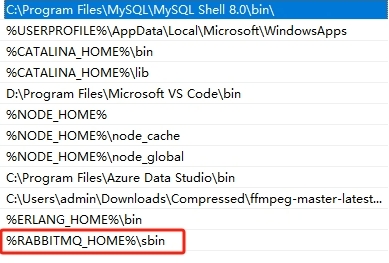 C:\Program Files\MySQL\MySQL Shell 8.0\bin\
%USERPROFILE%\AppData\Local\Microsoft\WindowsApps
%CATALINA_HOME%\bin
%CATALINA_HOME%\lib
D:\Program Files\Microsoft VS Code\bin
%NODE_HOME%
%NODE_HOME%\node_cache
%NODE_HOME%\node_global
C:\Program Files\Azure Data Studio\bin
C:\Users\admin\Downloads\Compressed\ffmpeg-master-latest...
%ERLANG_HOME%\bin
%RABBITMQ_HOME%\sbin